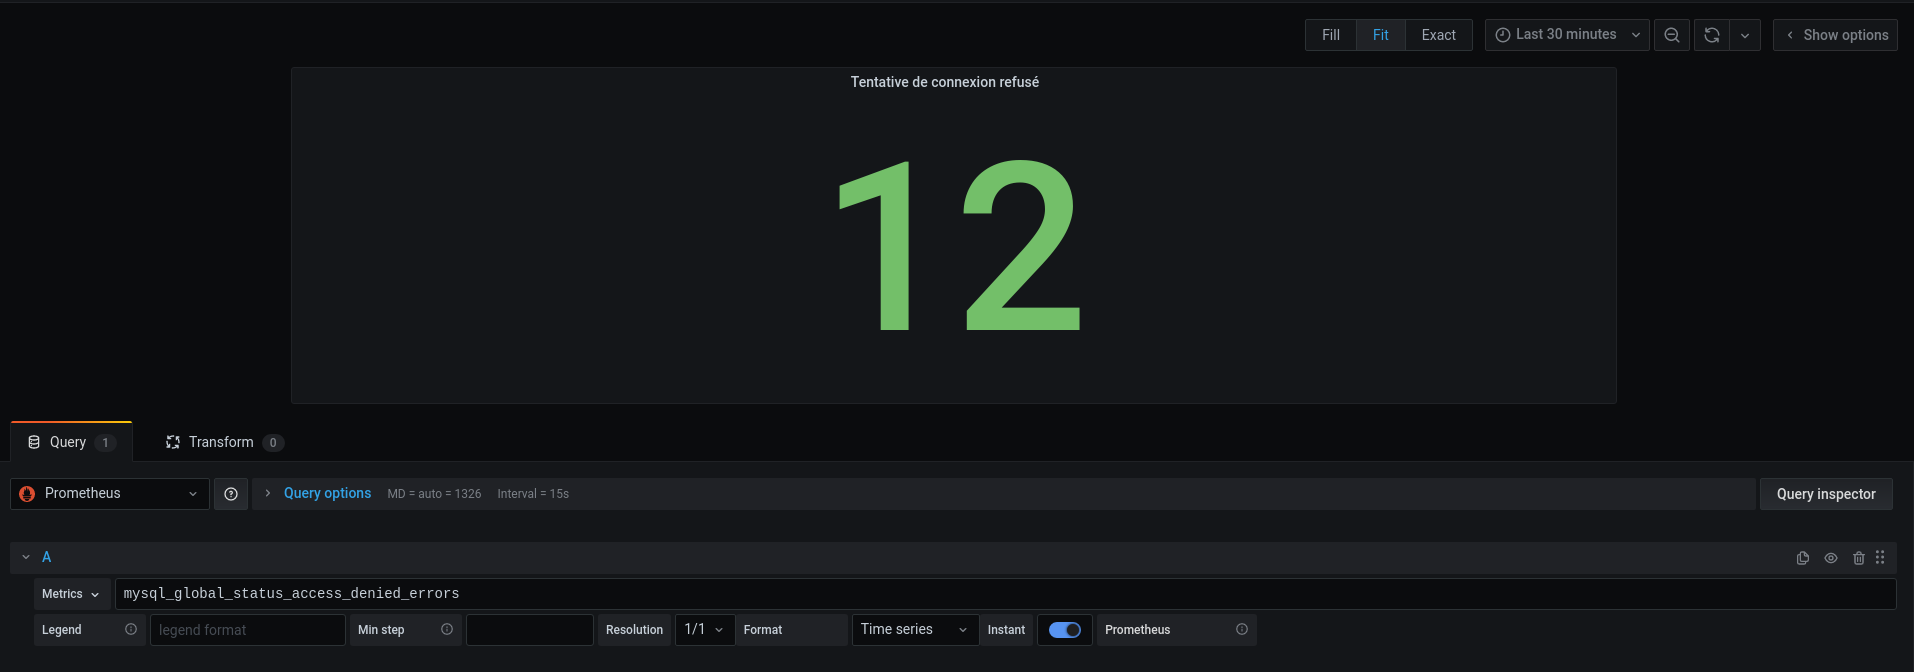 Fill Fit Exact Last 30 minutes Show options
Tentative de connexion refusé
12
Query 1 Transform 0
Prometheus Query options MD = auto = 1326 Interval = 15s Query inspector
A
Metrics mysql_global_status_access_denied_errors
Legend legend format Min step Resolution 1/1 Format Time series Instant Prometheus